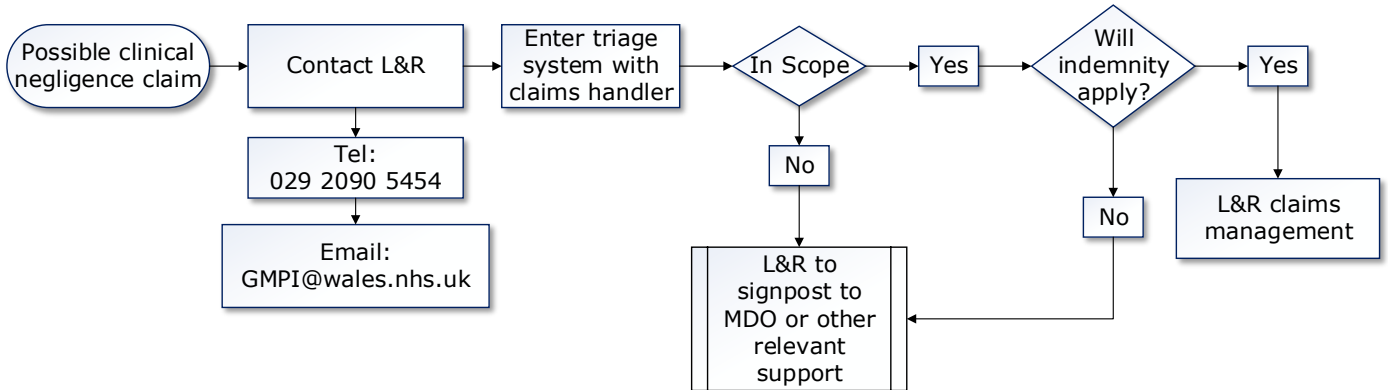 Possible clinical
negligence claim
Contact L&R
Tel:
029 2090 5454
Email:
GMPI@wales.nhs.uk
Enter triage
system with
claims handler
In Scope
Yes
No
Will
indemnity
apply?
Yes
No
L&R claims
management
L&R to
signpost to
MDO or other
relevant
support